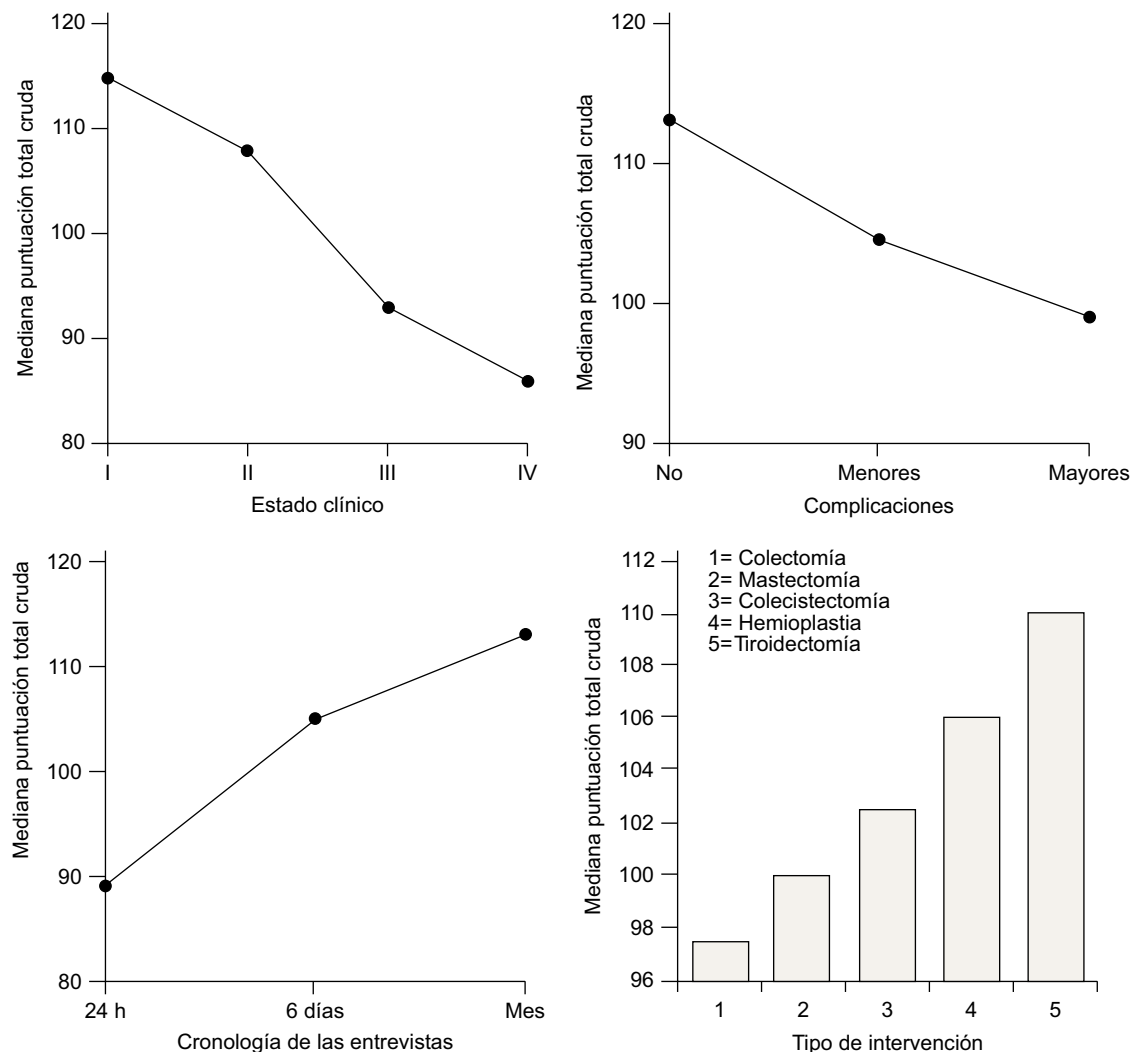 120
110
100
90
80
Mediana puntuación total cruda
I II III IV
Estado clínico
120
110
100
90
Mediana puntuación total cruda
No Menores Mayores
Complicaciones
120
110
100
90
80
Mediana puntuación total cruda
24 h 6 días Mes
Cronología de las entrevistas
112
110
108
106
104
102
100
98
96
Mediana puntuación total cruda
1= Colectomía
2= Mastectomía
3= Colecistectomía
4= Hemioplastia
5=Tiroidectomía
1 2 3 4 5
Tipo de intervención